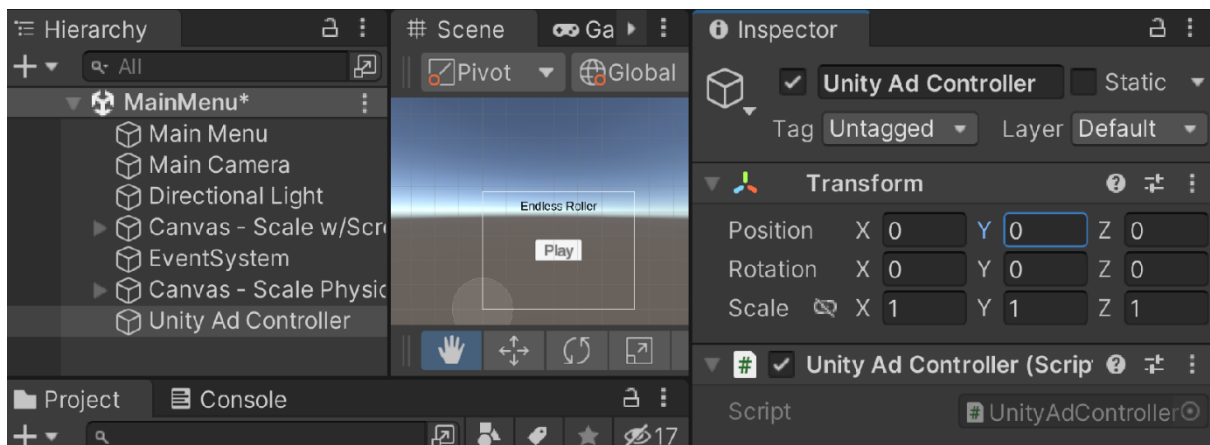 Hierarchy
All
MainMenu*
Main Menu
Main Camera
Directional Light
Canvas - Scale w/Scr
EventSystem
Canvas - Scale Physic
Unity Ad Controller
Scene Ga
Pivot Global
Endless Roller
Play
Project Console
17
Inspector
Unity Ad Controller Static
Tag Untagged Layer Default
Transform
Position X 0 Y 0 Z 0
Rotation X 0 Y 0 Z 0
Scale X 1 Y 1 Z 1
# Unity Ad Controller (Scrip
Script # UnityAdController